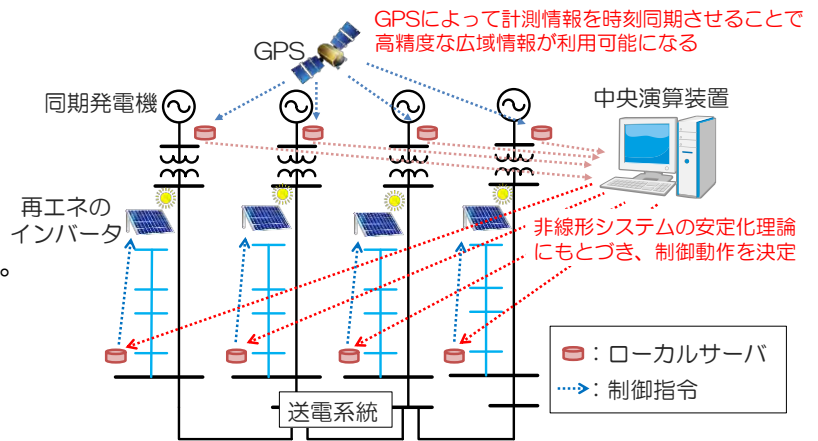 GPSによって計測情報を時刻同期させることで
高精度な広域情報が利用可能になる
GPS
同期発電機
中央演算装置
再エネの
インバータ
非線形システムの安定化理論
にもとづき、制御動作を決定
。
：ローカルサーバ
：制御指令
送電系統